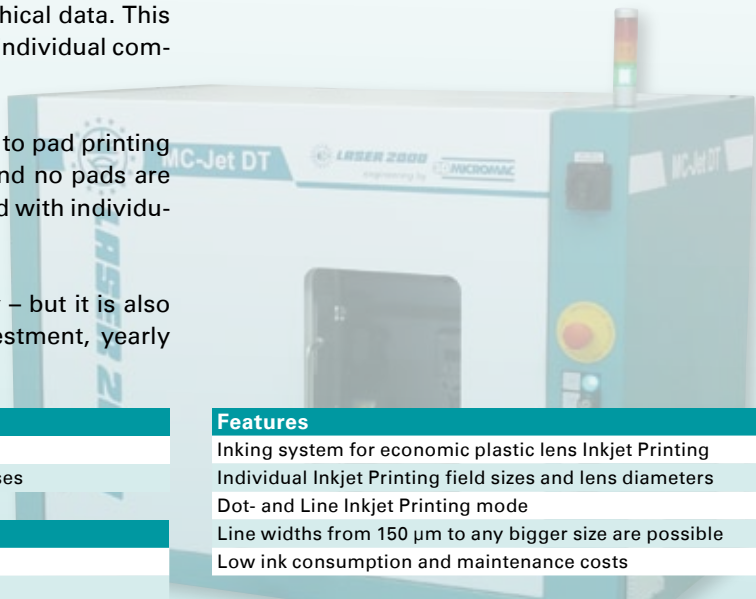 hical data. This
ndividual com-
to pad printing
nd no pads are
d with individu-
– but it is also
estment, yearly
MC-Jet DT
LASER 2000
engineering by 3D MICROMAC
MC-Jet DT
LASER 20
ses
Features
Inking system for economic plastic lens Inkjet Printing
Individual Inkjet Printing field sizes and lens diameters
Dot- and Line Inkjet Printing mode
Line widths from 150 µm to any bigger size are possible
Low ink consumption and maintenance costs